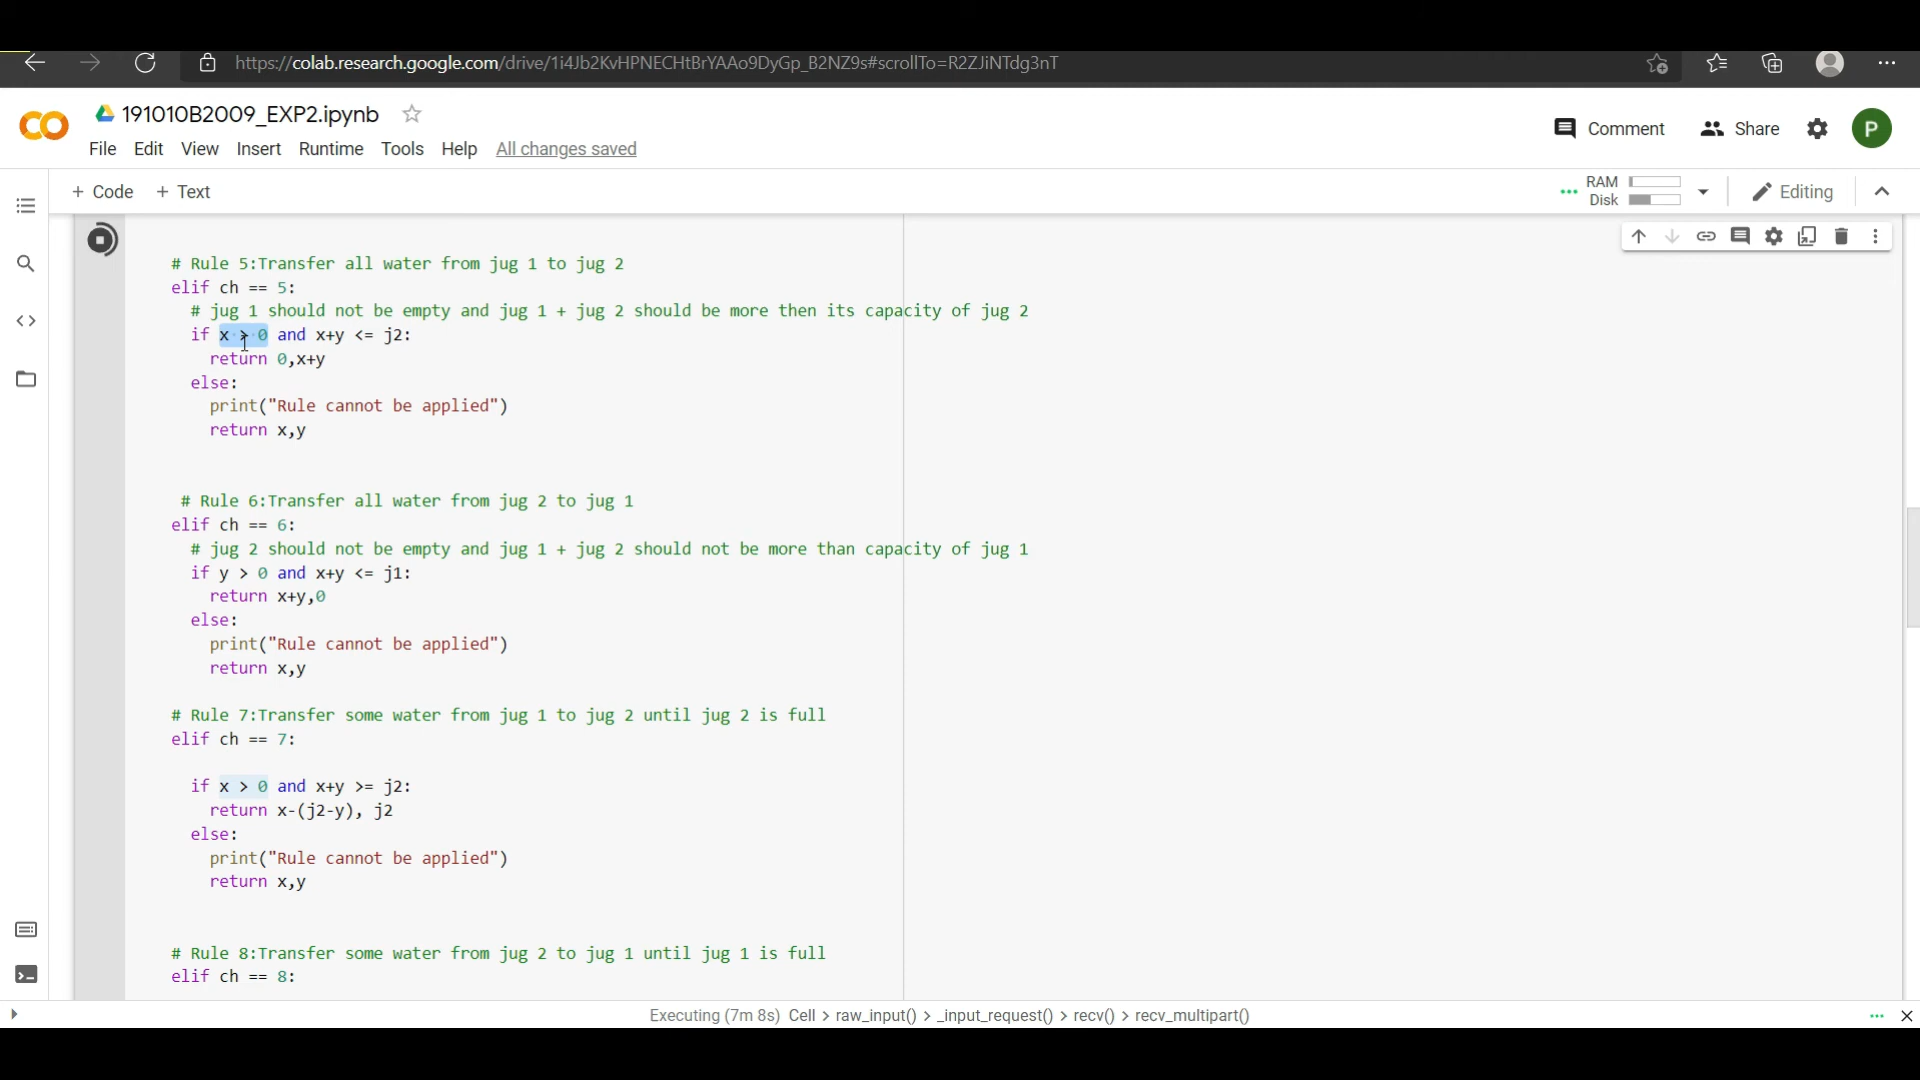 https://colab.research.google.com/drive/1i4Jb2KvHPNECHtBrYAAo9DyGp_B2NZ9s#scrollTo=R2ZJiNTdg3nT
191010B2009_EXP2.ipynb
Comment Share P
File Edit View Insert Runtime Tools Help All changes saved
+ Code + Text
RAM
Disk
Editing
# Rule 5:Transfer all water from jug 1 to jug 2
elif ch == 5:
# jug 1 should not be empty and jug 1 + jug 2 should be more then its capacity of jug 2
if x > 0 and x+y <= j2:
return 0,x+y
else:
print("Rule cannot be applied")
return x,y
# Rule 6:Transfer all water from jug 2 to jug 1
elif ch == 6:
# jug 2 should not be empty and jug 1 + jug 2 should not be more than capacity of jug 1
if y > 0 and x+y <= j1:
return x+y,0
else:
print("Rule cannot be applied")
return x,y
# Rule 7:Transfer some water from jug 1 to jug 2 until jug 2 is full
elif ch == 7:
if x > 0 and x+y >= j2:
return x-(j2-y), j2
else:
print("Rule cannot be applied")
return x,y
# Rule 8:Transfer some water from jug 2 to jug 1 until jug 1 is full
elif ch == 8:
Executing (7m 8s) Cell > raw_input() > _input_request() > recv() > recv_multipart()